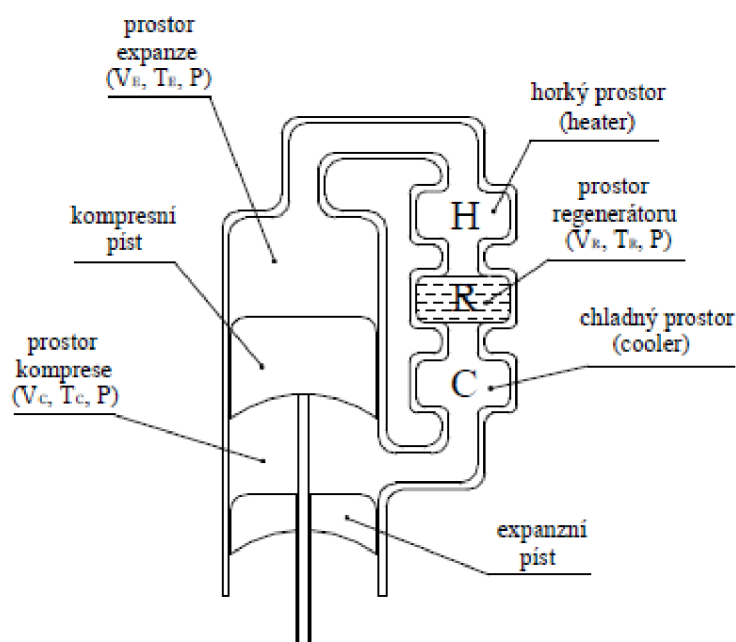 prostor
expanze
(VE, TE, P)
horký prostor
(heater)
kompresní
píst
prostor
regenerátoru
(VR, TR, P)
H
R
prostor
komprese
(VC, TC, P)
chladný prostor
(cooler)
C
expanzní
píst